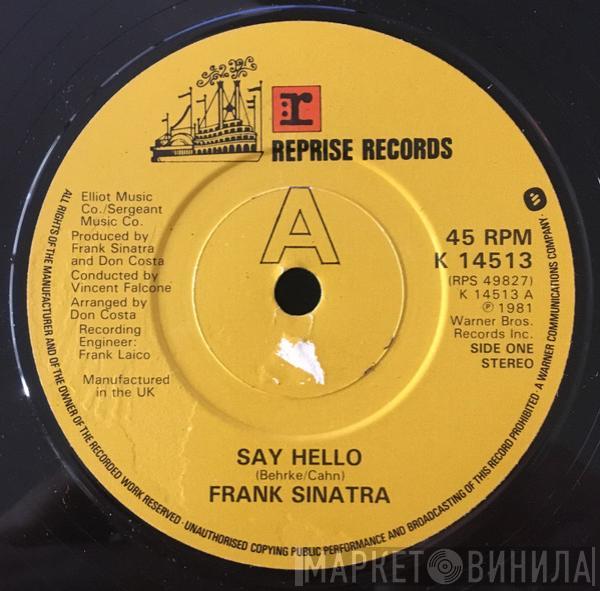 r
REPRISE RECORDS
A
Elliot Music
Co./Sergeant
Music Co.
Produced by
Frank Sinatra
and Don Costa
Conducted by
Vincent Falcone
Arranged by
Don Costa
Recording
Engineer:
Frank Laico
Manufactured
in the UK
45 RPM
K 14513
(RPS 49827)
K 14513 A
℗ 1981
Warner Bros.
Records Inc.
SIDE ONE
STEREO
SAY HELLO
(Behrke/Cahn)
FRANK SINATRA
ALL RIGHTS OF THE MANUFACTURER AND OF THE OWNER OF THE RECORDED WORK RESERVED · UNAUTHORISED COPYING PUBLIC PERFORMANCE AND BROADCASTING OF THIS RECORD PROHIBITED · A WARNER COMMUNICATIONS COMPANY ·
МАРКЕТ ВИНИЛА